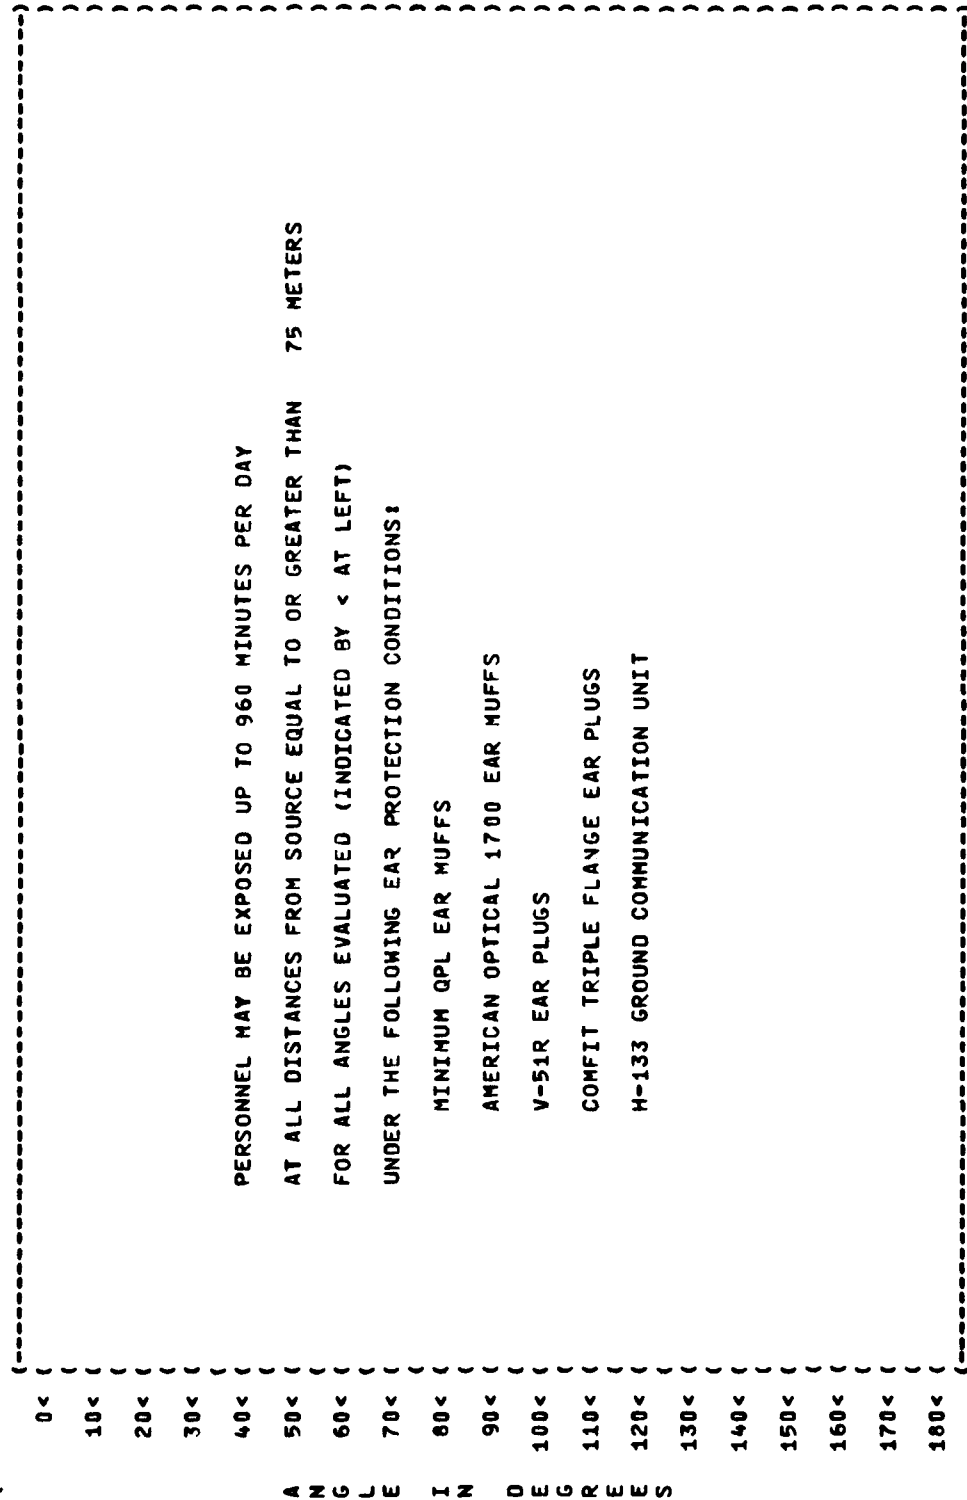 0<
10<
20<
30<
40<
PERSONNEL MAY BE EXPOSED UP TO 960 MINUTES PER DAY
50<
AT ALL DISTANCES FROM SOURCE EQUAL TO OR GREATER THAN 75 METERS
60<
FOR ALL ANGLES EVALUATED (INDICATED BY < AT LEFT)
70<
UNDER THE FOLLOWING EAR PROTECTION CONDITIONS:
80<
MINIMUM QPL EAR MUFFS
90<
AMERICAN OPTICAL 1700 EAR MUFFS
100<
V-51R EAR PLUGS
110<
COMFIT TRIPLE FLANGE EAR PLUGS
120<
H-133 GROUND COMMUNICATION UNIT
130<
140<
150<
160<
170<
180<
ANGLE IN DEGREES